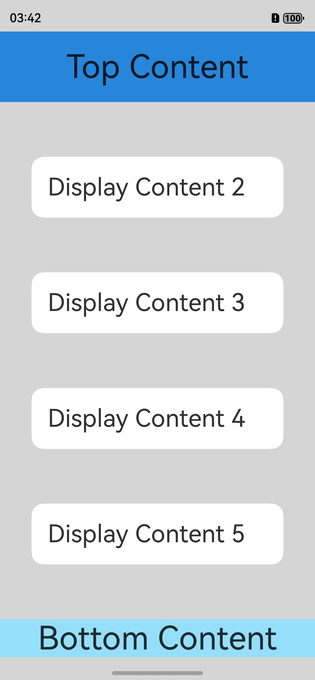 03:42
100
Top Content
Display Content 2
Display Content 3
Display Content 4
Display Content 5
Bottom Content